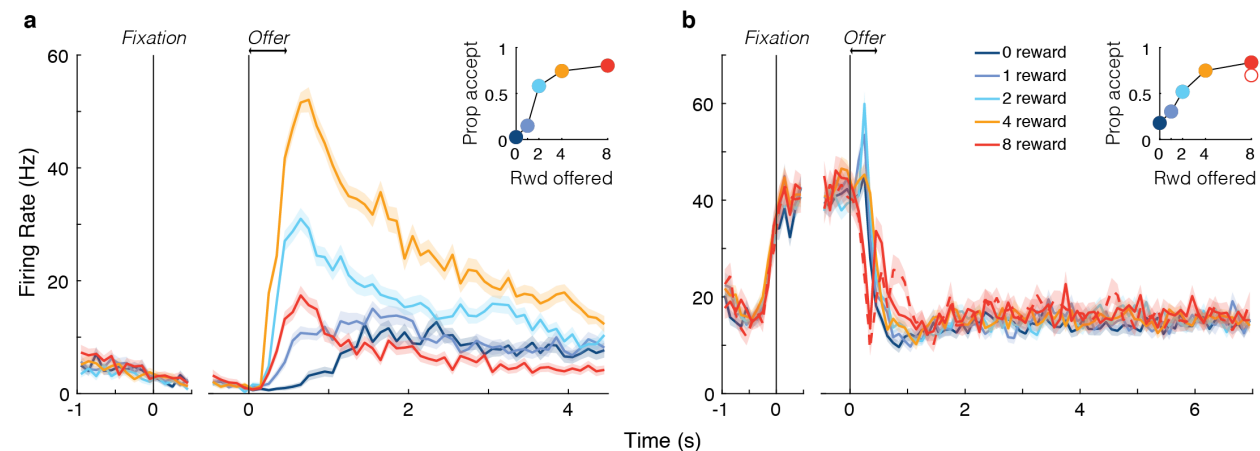 a
Fixation
Offer
60
40
20
0
Firing Rate (Hz)
-1
0
0
2
4
1
0.5
0
Prop accept
0
2
4
8
Rwd offered
b
Fixation
Offer
0 reward
1 reward
2 reward
4 reward
8 reward
60
40
20
0
-1
0
0
2
4
6
1
0.5
0
Prop accept
0
2
4
8
Rwd offered
Time (s)